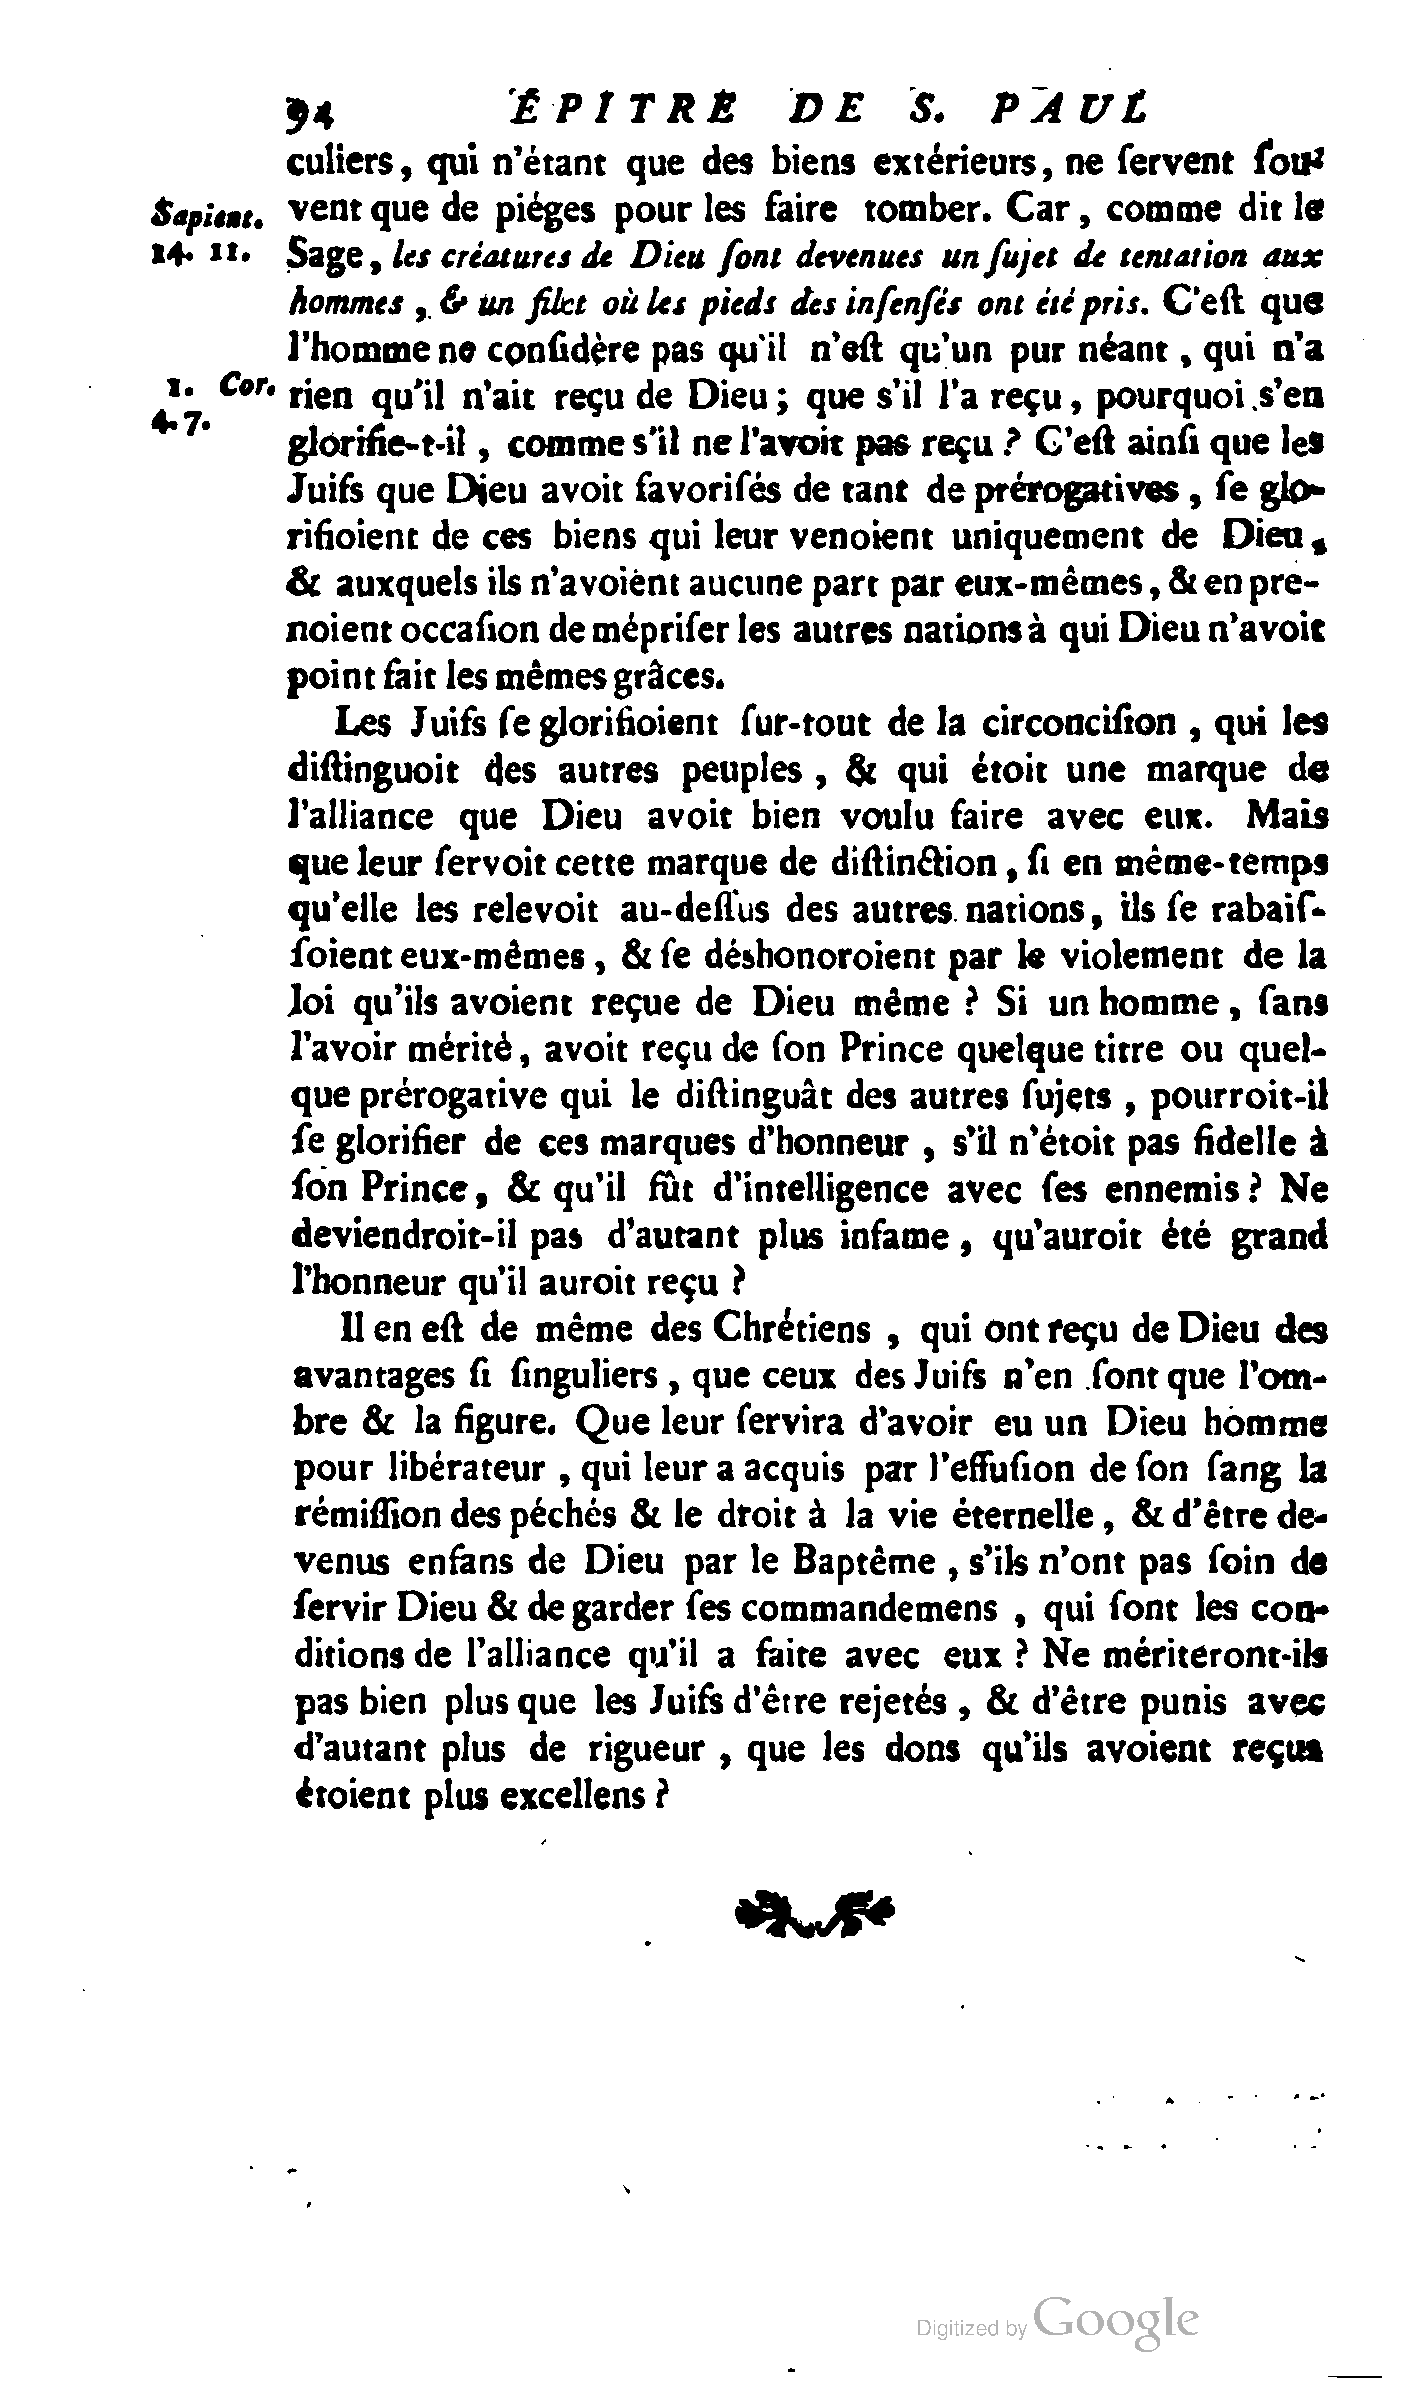 94 ÉPITRE DE S. PAUL
culiers, qui n'étant que des biens extérieurs, ne ſervent ſou-
Sapient. vent que de piéges pour les faire tomber. Car, comme dit le
14. 11. Sage, les créatures de Dieu ſont devenues un ſujet de tentation aux
hommes, & un filet où les pieds des inſenſés ont été pris. C'eſt que
l'homme ne conſidère pas qu'il n'eſt qu'un pur néant, qui n'a
1. Cor. rien qu'il n'ait reçu de Dieu; que s'il l'a reçu, pourquoi s'en
4. 7. glorifie-t-il, comme s'il ne l'avoit pas reçu? C'eſt ainſi que les
Juifs que Dieu avoit favoriſés de tant de prérogatives, ſe glo-
rifioient de ces biens qui leur venoient uniquement de Dieu,
& auxquels ils n'avoient aucune part par eux-mêmes, & en pre-
noient occaſion de mépriſer les autres nations à qui Dieu n'avoit
point fait les mêmes grâces.
Les Juifs ſe glorifioient ſur-tout de la circonciſion, qui les
diſtinguoit des autres peuples, & qui étoit une marque de
l'alliance que Dieu avoit bien voulu faire avec eux. Mais
que leur ſervoit cette marque de diſtinction, ſi en même-temps
qu'elle les relevoit au-deſſus des autres nations, ils ſe rabaiſ-
ſoient eux-mêmes, & ſe déshonoroient par le violement de la
loi qu'ils avoient reçue de Dieu même? Si un homme, ſans
l'avoir mérité, avoit reçu de ſon Prince quelque titre ou quel-
que prérogative qui le diſtinguât des autres ſujets, pourroit-il
ſe glorifier de ces marques d'honneur, s'il n'étoit pas fidelle à
ſon Prince, & qu'il fût d'intelligence avec ſes ennemis? Ne
deviendroit-il pas d'autant plus infame, qu'auroit été grand
l'honneur qu'il auroit reçu?
Il en eſt de même des Chrétiens, qui ont reçu de Dieu des
avantages ſi ſinguliers, que ceux des Juifs n'en ſont que l'om-
bre & la figure. Que leur ſervira d'avoir eu un Dieu homme
pour libérateur, qui leur a acquis par l'effuſion de ſon ſang la
rémiſſion des péchés & le droit à la vie éternelle, & d'être de-
venus enfans de Dieu par le Baptême, s'ils n'ont pas ſoin de
ſervir Dieu & de garder ſes commandemens, qui ſont les con-
ditions de l'alliance qu'il a faite avec eux? Ne mériteront-ils
pas bien plus que les Juifs d'être rejetés, & d'être punis avec
d'autant plus de rigueur, que les dons qu'ils avoient reçus
étoient plus excellens?
Digitized by Google